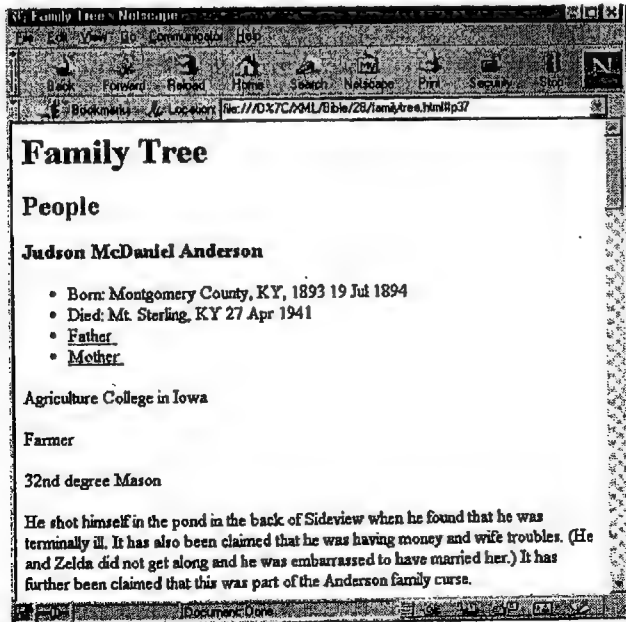 Family Tree - Netscape
File Edit View Go Communicator Help
Back Forward Reload Home Search Netscape Print Security Stop
N
Bookmarks Location: file:///D%7C/XML/Bible/28/familytree.html#p37
Family Tree
People
Judson McDaniel Anderson
• Born: Montgomery County, KY, 1893 19 Jul 1894
• Died: Mt. Sterling, KY 27 Apr 1941
• Father
• Mother
Agriculture College in Iowa
Farmer
32nd degree Mason
He shot himself in the pond in the back of Sideview when he found that he was
terminally ill. It has also been claimed that he was having money and wife troubles. (He
and Zelda did not get along and he was embarrassed to have married her.) It has
further been claimed that this was part of the Anderson family curse.
Document: Done